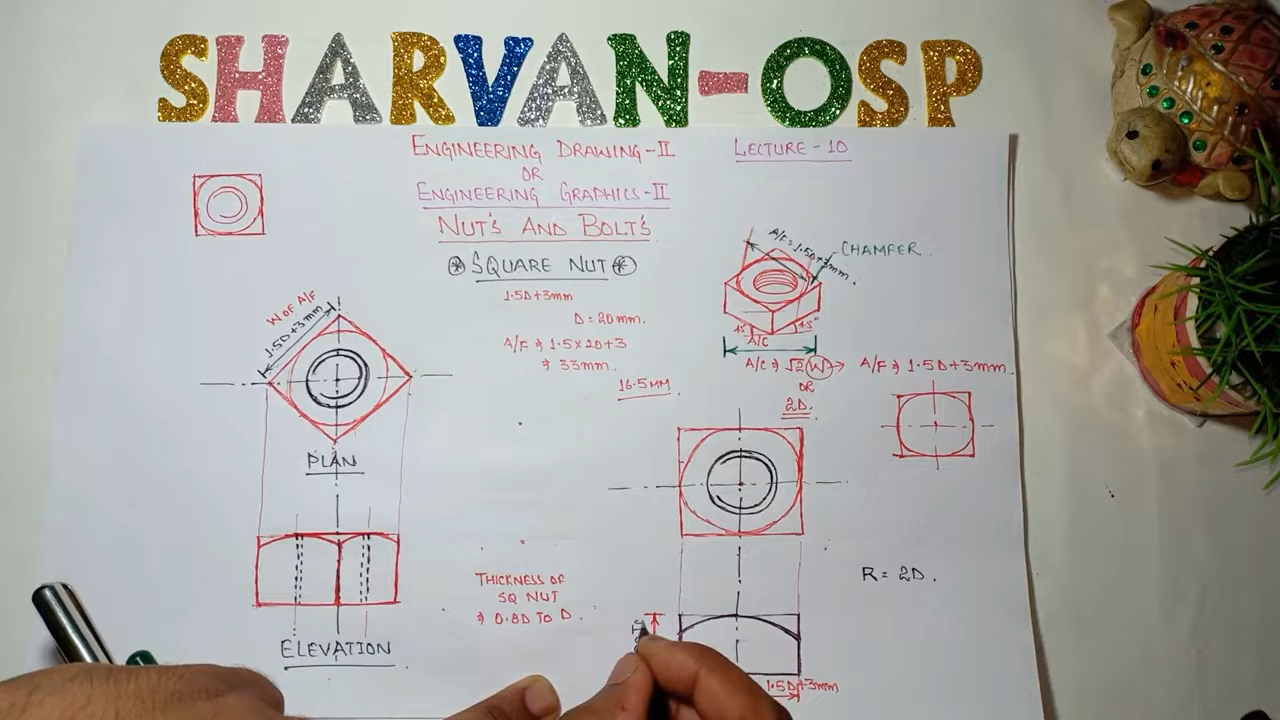 SHARVAN-OSP
ENGINEERING DRAWING-II
OR
ENGINEERING GRAPHICS-II
LECTURE-10
NUT'S AND BOLT'S
SQUARE NUT
1.5D+3mm
D=20mm.
A/F ⇒ 1.5×20+3
⇒ 33mm.
16.5MM
W OF A/F
1.5D+3mm
PLAN
ELEVATION
THICKNESS OF
SQ NUT
⇒ 0.8D TO D.
A/F=1.5D+3mm.
CHAMFER.
45°
45°
A/C
A/C ⇒ √2 W → A/F ⇒ 1.5D+3mm.
OR
2D.
R=2D.
1.5D+3mm